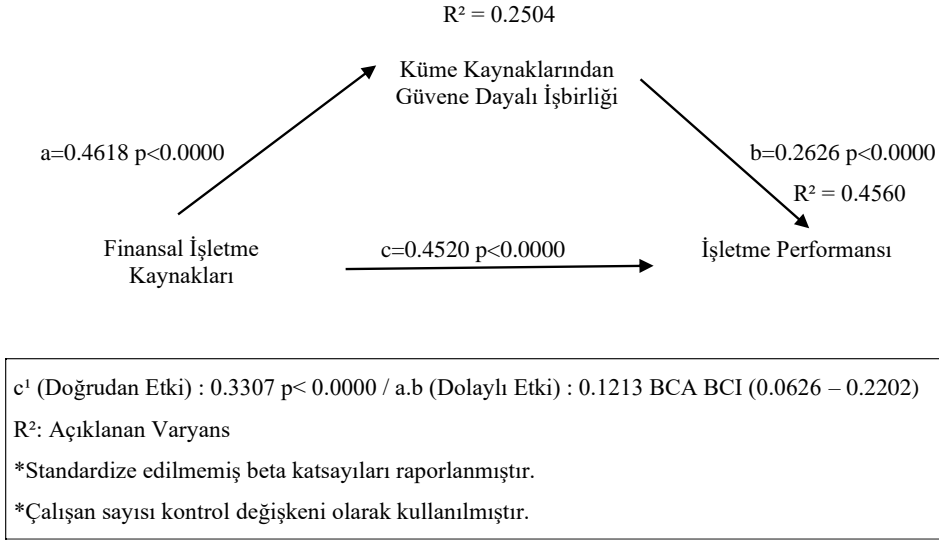 R² = 0.2504
Küme Kaynaklarından
Güvene Dayalı İşbirliği
a=0.4618 p<0.0000
b=0.2626 p<0.0000
R² = 0.4560
Finansal İşletme
Kaynakları
c=0.4520 p<0.0000
İşletme Performansı
c¹ (Doğrudan Etki) : 0.3307 p< 0.0000 / a.b (Dolaylı Etki) : 0.1213 BCA BCI (0.0626 – 0.2202)
R²: Açıklanan Varyans
*Standardize edilmemiş beta katsayıları raporlanmıştır.
*Çalışan sayısı kontrol değişkeni olarak kullanılmıştır.